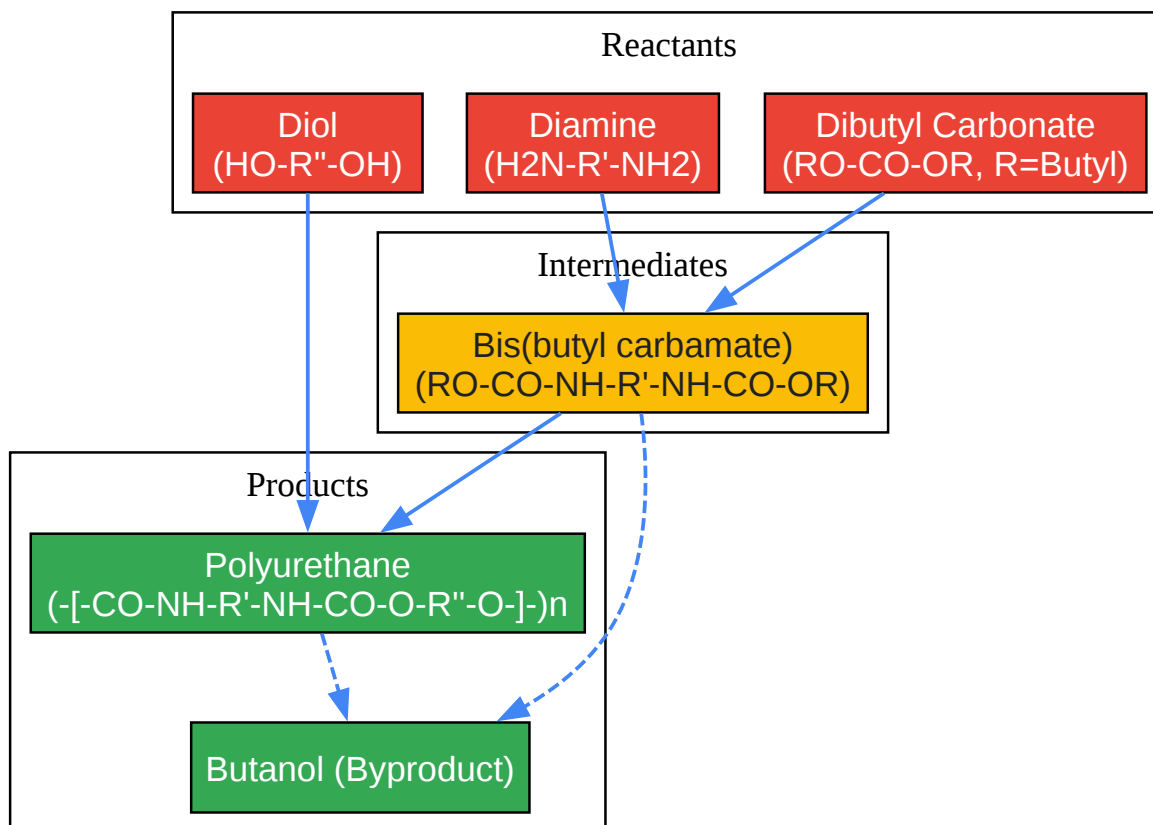 Reactants
Diol
(HO-R"-OH)
Diamine
(H2N-R'-NH2)
Dibutyl Carbonate
(RO-CO-OR, R=Butyl)
Intermediates
Bis(butyl carbamate)
(RO-CO-NH-R'-NH-CO-OR)
Products
Polyurethane
(-[-CO-NH-R'-NH-CO-O-R"-O-]-)n
Butanol (Byproduct)